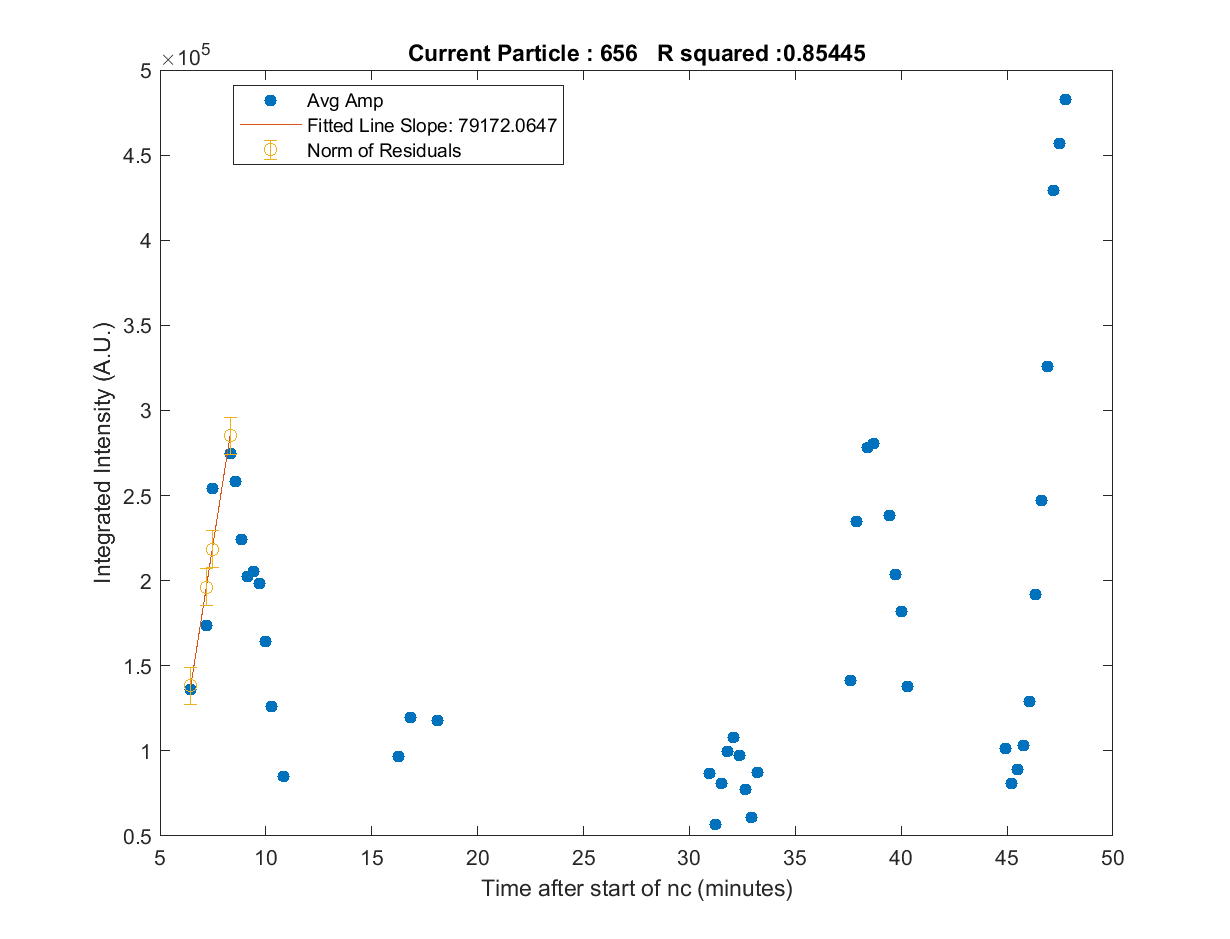 Current Particle : 656 R squared :0.85445
×10^5
5
4.5
4
3.5
3
2.5
2
1.5
1
0.5
Integrated Intensity (A.U.)
Avg Amp
Fitted Line Slope: 79172.0647
Norm of Residuals
5 10 15 20 25 30 35 40 45 50
Time after start of nc (minutes)